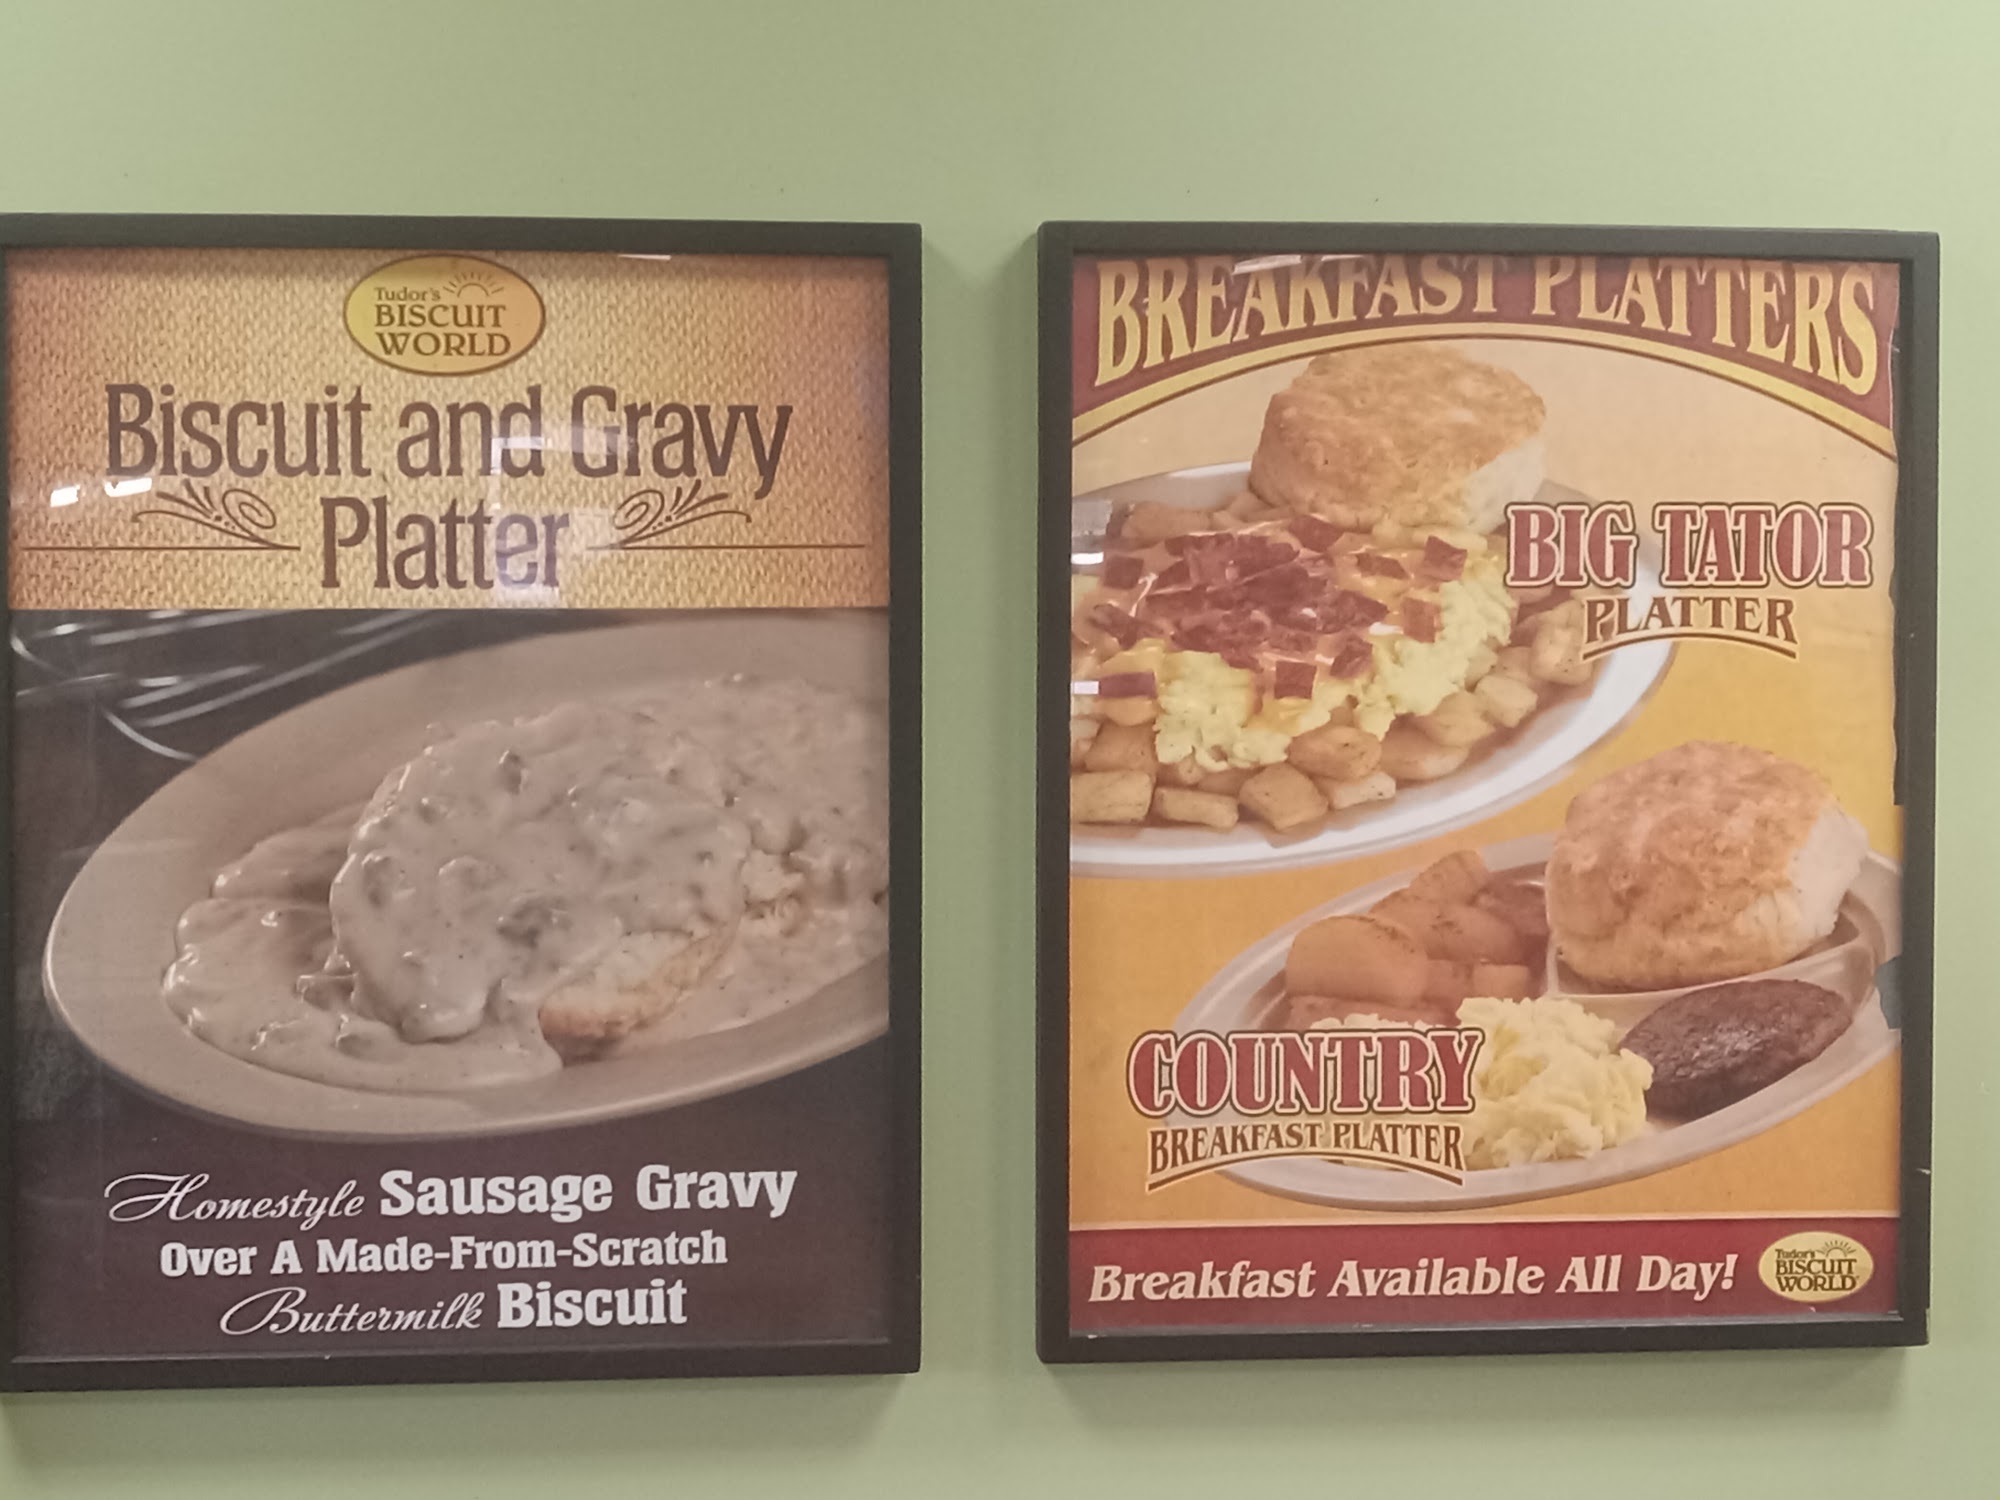 Tudor's
BISCUIT
WORLD
Biscuit and Gravy
Platter
Homestyle Sausage Gravy
Over A Made-From-Scratch
Buttermilk Biscuit
BREAKFAST PLATTERS
BIG TATOR
PLATTER
COUNTRY
BREAKFAST PLATTER
Breakfast Available All Day!
Tudor's
BISCUIT
WORLD